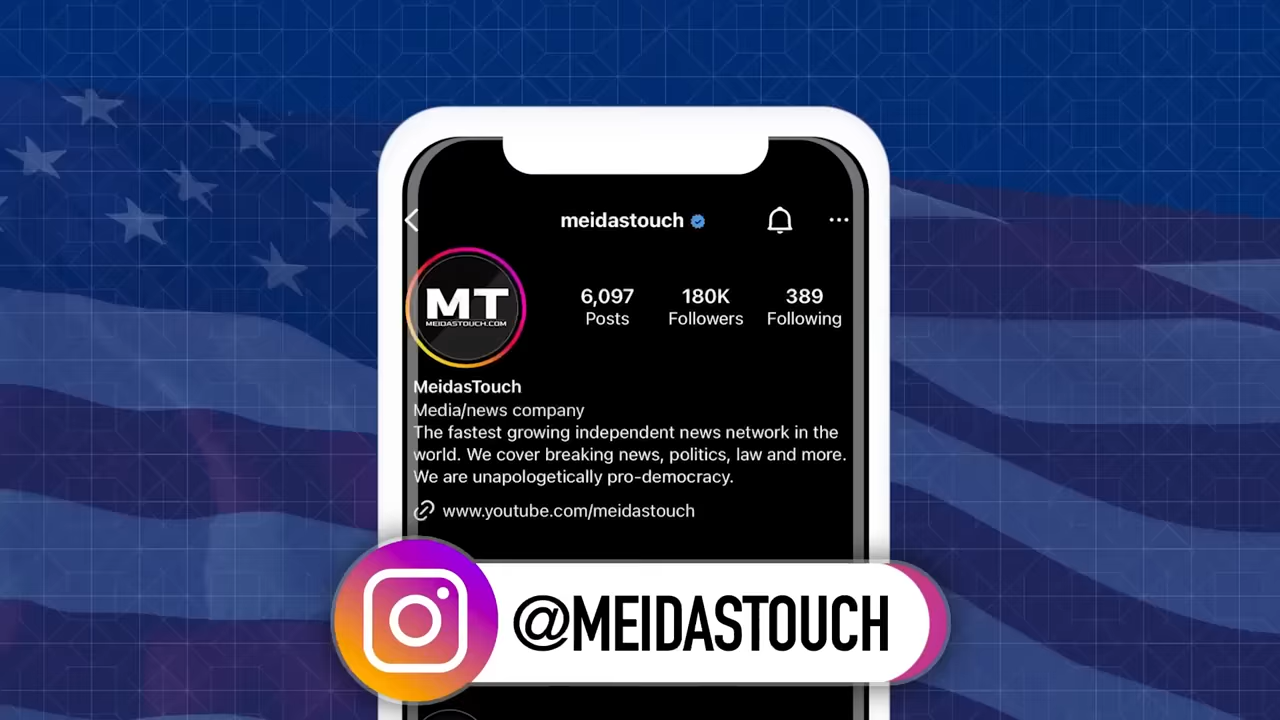 meidastouch
MT
MEIDASTOUCH.COM
6,097 180K 389
Posts Followers Following
MeidasTouch
Media/news company
The fastest growing independent news network in the
world. We cover breaking news, politics, law and more.
We are unapologetically pro-democracy.
www.youtube.com/meidastouch
@MEIDASTOUCH